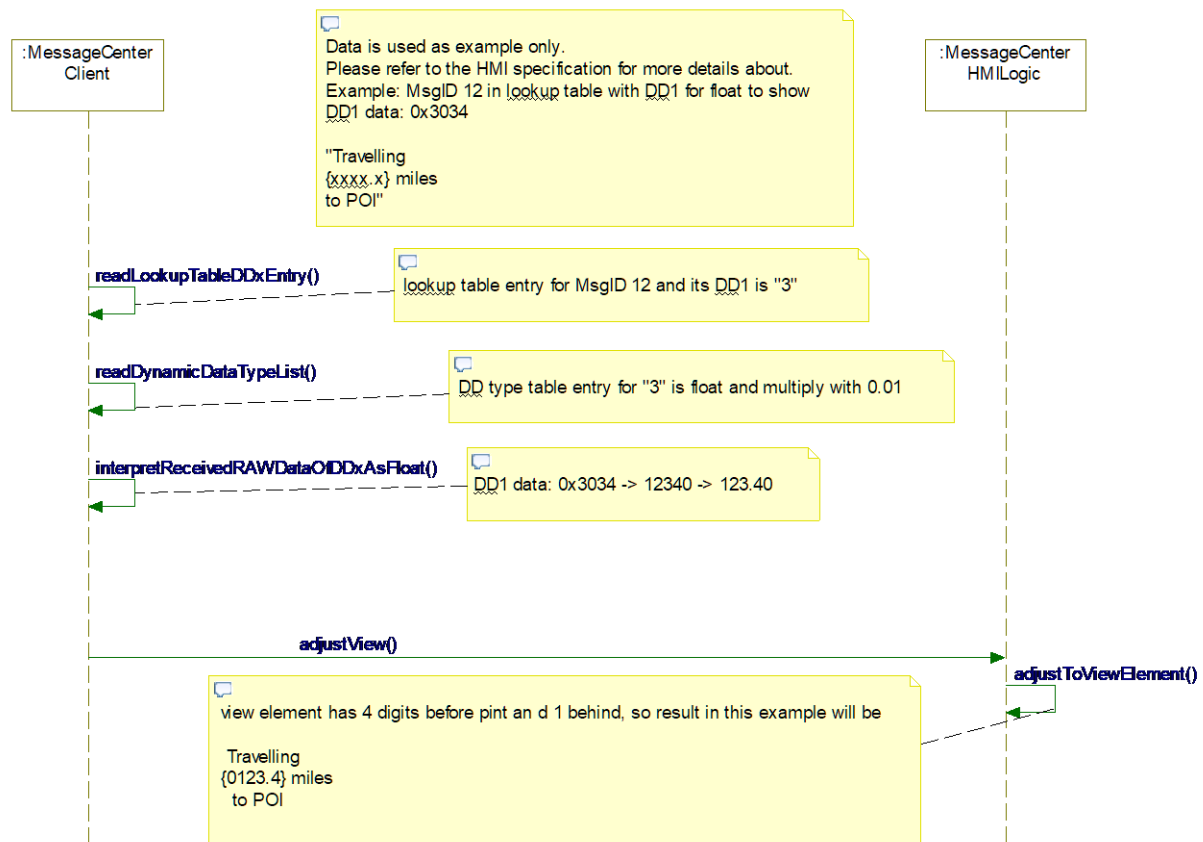 :MessageCenter
Client
Data is used as example only.
Please refer to the HMI specification for more details about.
Example: MsgID 12 in lookup table with DD1 for float to show
DD1 data: 0x3034
"Travelling
{xxxx.x} miles
to POI"
:MessageCenter
HMILogic
readLookupTableDDxEntry()
lookup table entry for MsgID 12 and its DD1 is "3"
readDynamicDataTypeList()
DD type table entry for "3" is float and multiply with 0.01
interpretReceivedRAWDataOfDDxAsFloat()
DD1 data: 0x3034 -> 12340 -> 123.40
adjustView()
adjustToViewElement()
view element has 4 digits before pint an d 1 behind, so result in this example will be
Travelling
{0123.4} miles
to POI